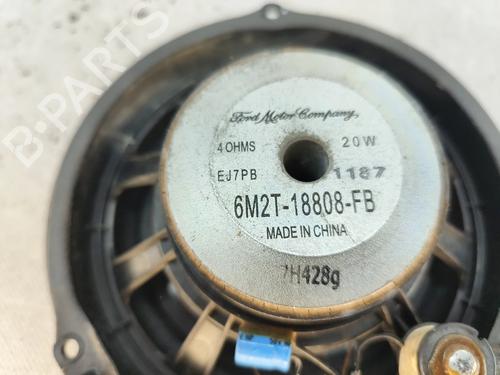 B-PARTS
Ford Motor Company
4 OHMS 20W
EJ7PB 1187
6M2T-18808-FB
MADE IN CHINA
7H428g